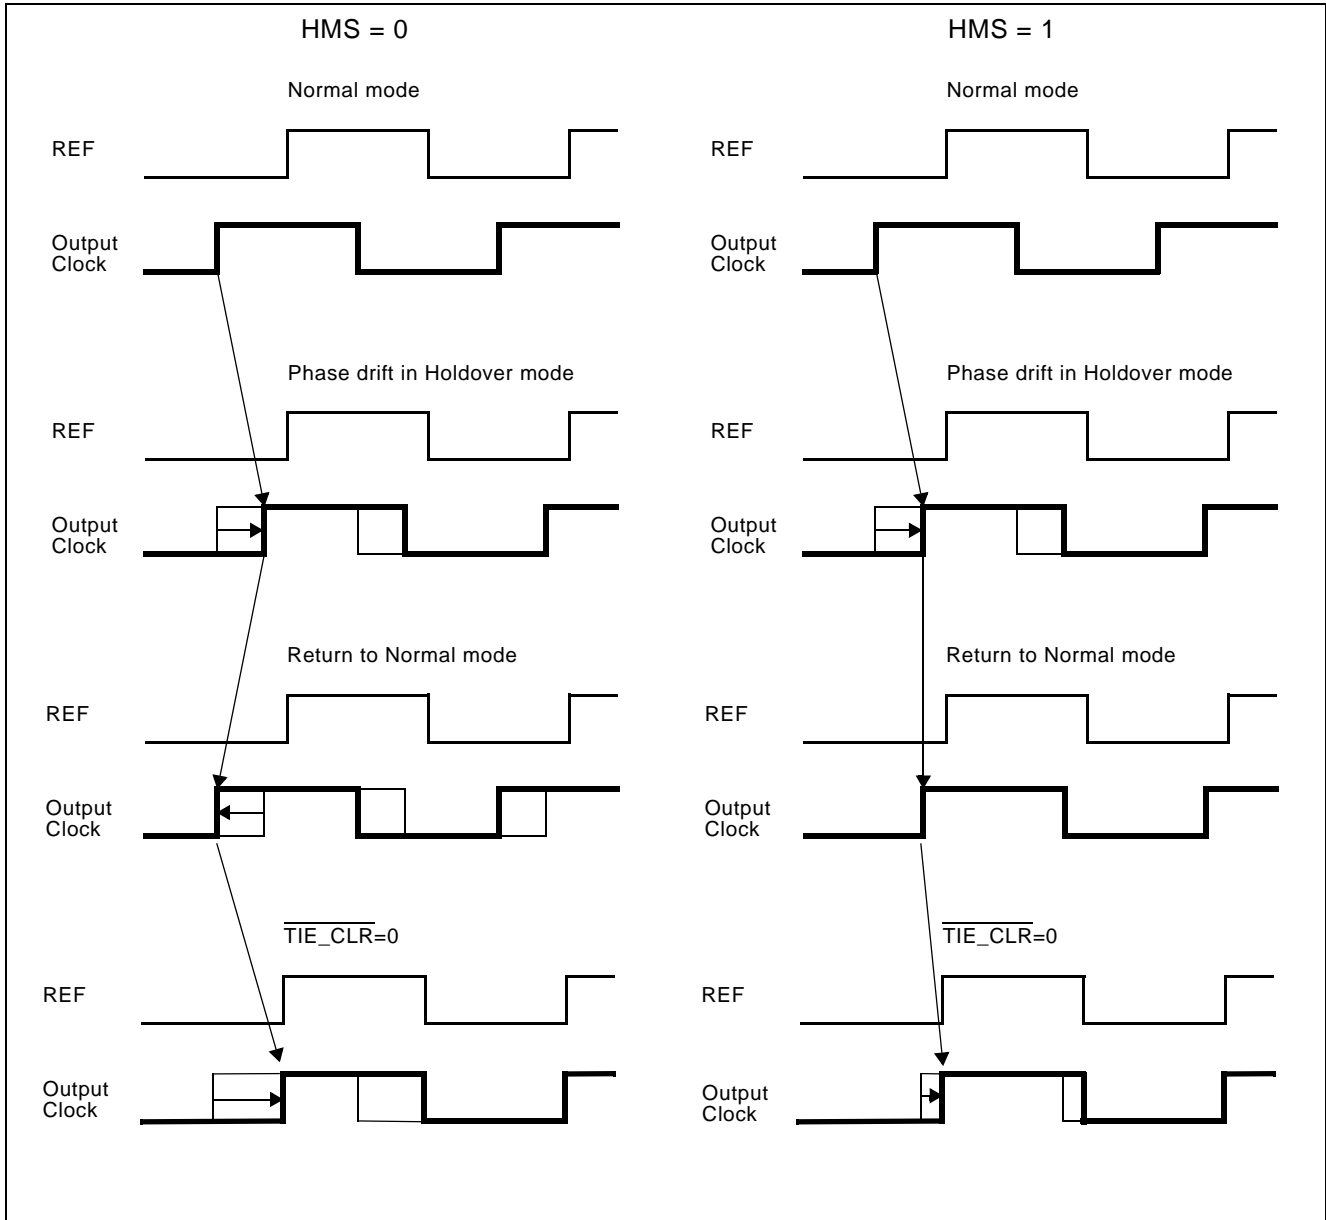 HMS = 0
Normal mode
REF
Output
Clock
Phase drift in Holdover mode
REF
Output
Clock
Return to Normal mode
REF
Output
Clock
TIE_CLR=0
REF
Output
Clock
HMS = 1
Normal mode
REF
Output
Clock
Phase drift in Holdover mode
REF
Output
Clock
Return to Normal mode
REF
Output
Clock
TIE_CLR=0
REF
Output
Clock